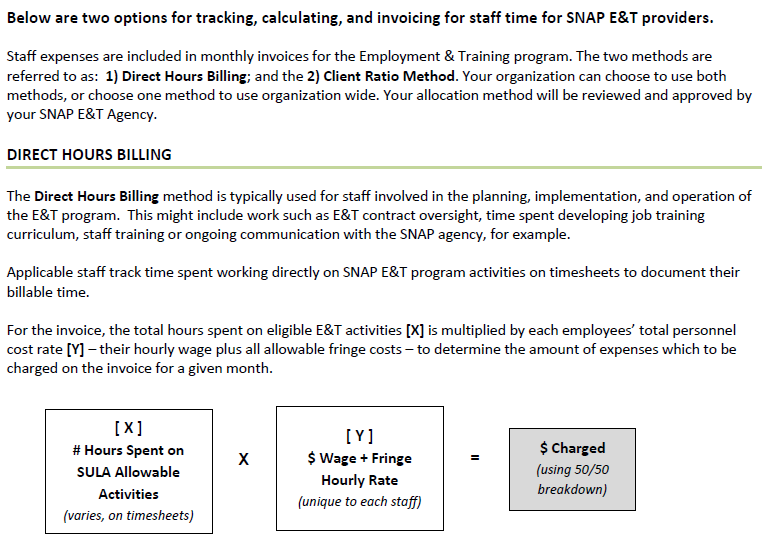 Below are two options for tracking, calculating, and invoicing for staff time for SNAP E&T providers.
Staff expenses are included in monthly invoices for the Employment & Training program. The two methods are
referred to as: 1) Direct Hours Billing; and the 2) Client Ratio Method. Your organization can choose to use both
methods, or choose one method to use organization wide. Your allocation method will be reviewed and approved by
your SNAP E&T Agency.
DIRECT HOURS BILLING
The Direct Hours Billing method is typically used for staff involved in the planning, implementation, and operation of
the E&T program. This might include work such as E&T contract oversight, time spent developing job training
curriculum, staff training or ongoing communication with the SNAP agency, for example.
Applicable staff track time spent working directly on SNAP E&T program activities on timesheets to document their
billable time.
For the invoice, the total hours spent on eligible E&T activities [X] is multiplied by each employees' total personnel
cost rate [Y] – their hourly wage plus all allowable fringe costs – to determine the amount of expenses which to be
charged on the invoice for a given month.
[X]
# Hours Spent on
SULA Allowable
Activities
(varies, on timesheets)
X
[Y]
$ Wage + Fringe
Hourly Rate
(unique to each staff)
=
$ Charged
(using 50/50
breakdown)